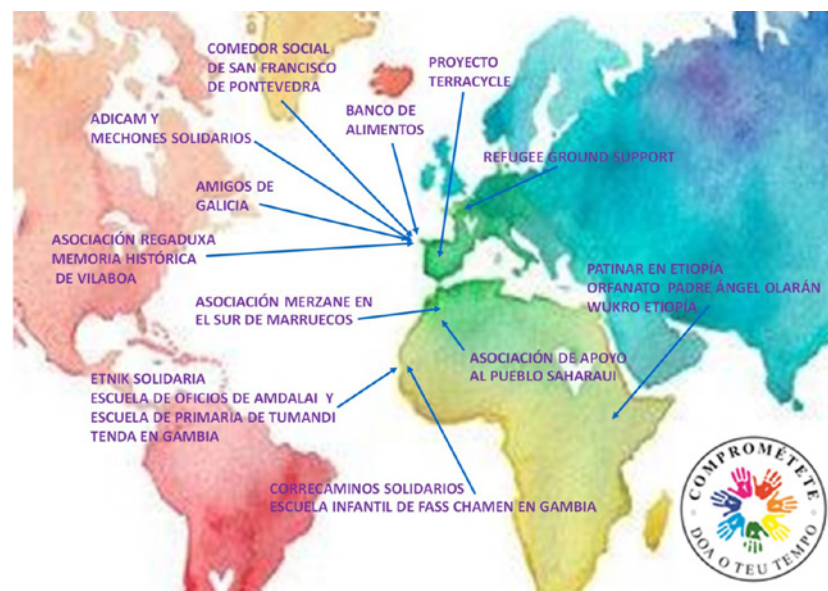 COMEDOR SOCIAL
DE SAN FRANCISCO
DE PONTEVEDRA
PROYECTO
TERRACYCLE
BANCO DE
ALIMENTOS
ADICAM Y
MECHONES SOLIDARIOS
REFUGEE GROUND SUPPORT
AMIGOS DE
GALICIA
ASOCIACIÓN REGADUXA
MEMORIA HISTÓRICA
DE VILABOA
PATINAR EN ETIOPÍA
ORFANATO PADRE ÁNGEL OLARÁN
WUKRO ETIOPÍA
ASOCIACIÓN MERZANE EN
EL SUR DE MARRUECOS
ASOCIACIÓN DE APOYO
AL PUEBLO SAHARAUI
ETNIK SOLIDARIA
ESCUELA DE OFICIOS DE AMDALAI Y
ESCUELA DE PRIMARIA DE TUMANDI
TENDA EN GAMBIA
CORRECAMINOS SOLIDARIOS
ESCUELA INFANTIL DE FASS CHAMEN EN GAMBIA
COMPROMÉTETE
DOA O TEU TEMPO